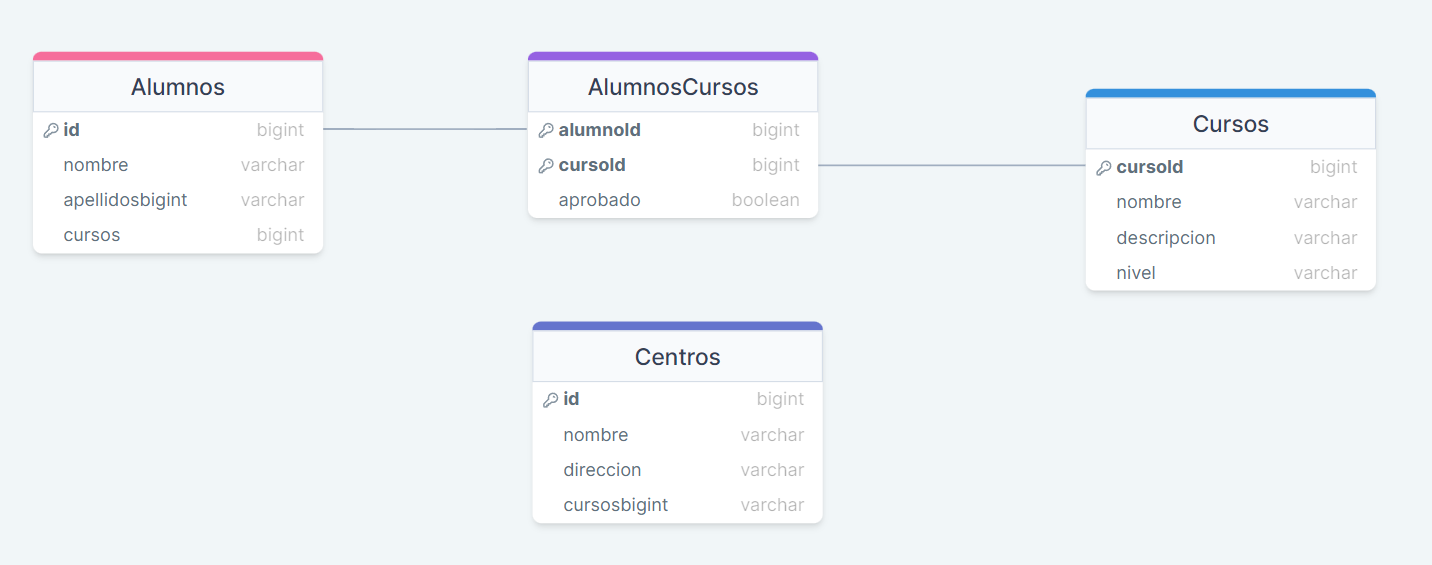 Alumnos
id bigint
nombre varchar
apellidosbigint varchar
cursos bigint
AlumnosCursos
alumnoId bigint
cursoId bigint
aprobado boolean
Cursos
cursoId bigint
nombre varchar
descripcion varchar
nivel varchar
Centros
id bigint
nombre varchar
direccion varchar
cursosbigint varchar